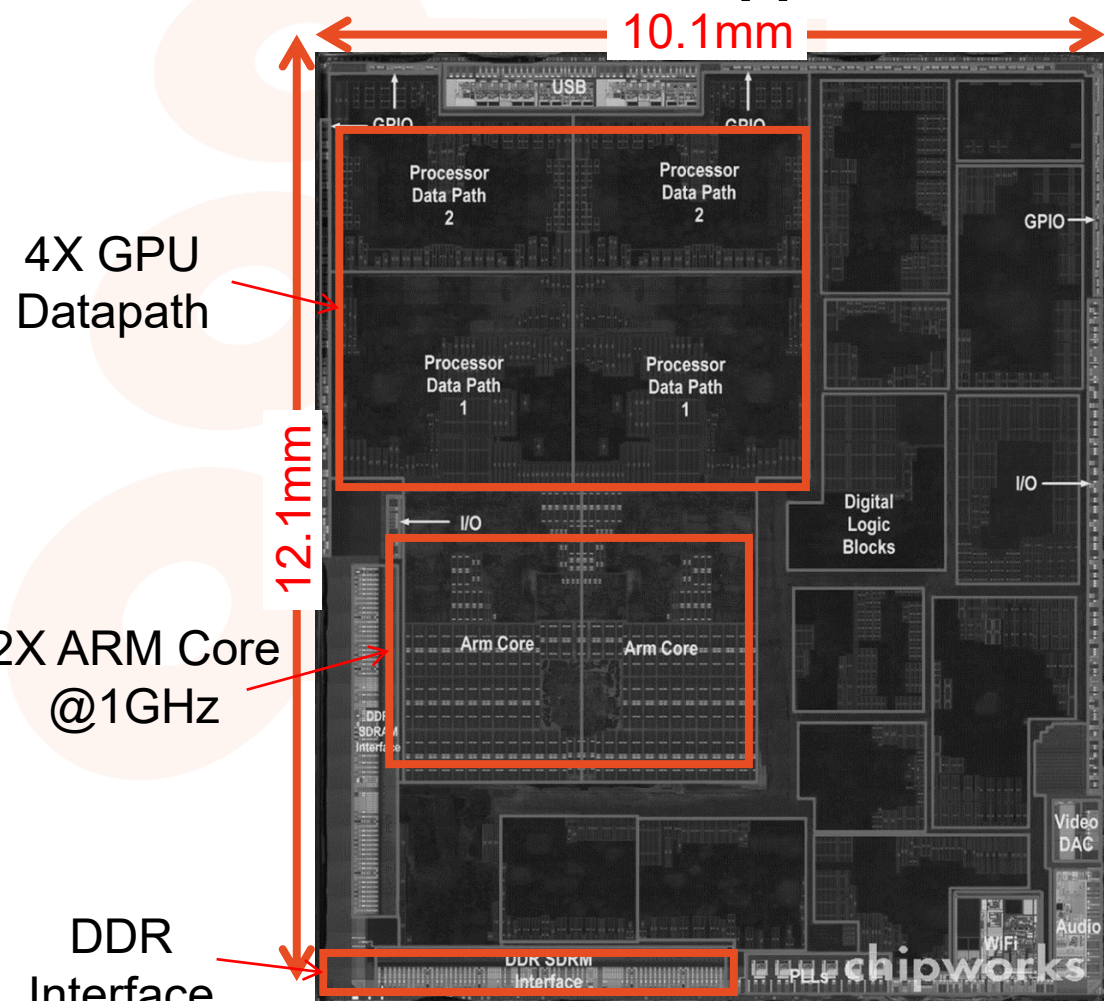 10.1mm
USB
GPIO
GPIO
Processor
Data Path
2
Processor
Data Path
2
GPIO
4X GPU
Datapath
Processor
Data Path
1
Processor
Data Path
1
12.1mm
I/O
Digital
Logic
Blocks
I/O
2X ARM Core
@1GHz
Arm Core
Arm Core
DDR
SDRAM
Interface
Video
DAC
DDR
Interface
DDR SDRM
Interface
PLLs
WiFi
Audio
chipworks